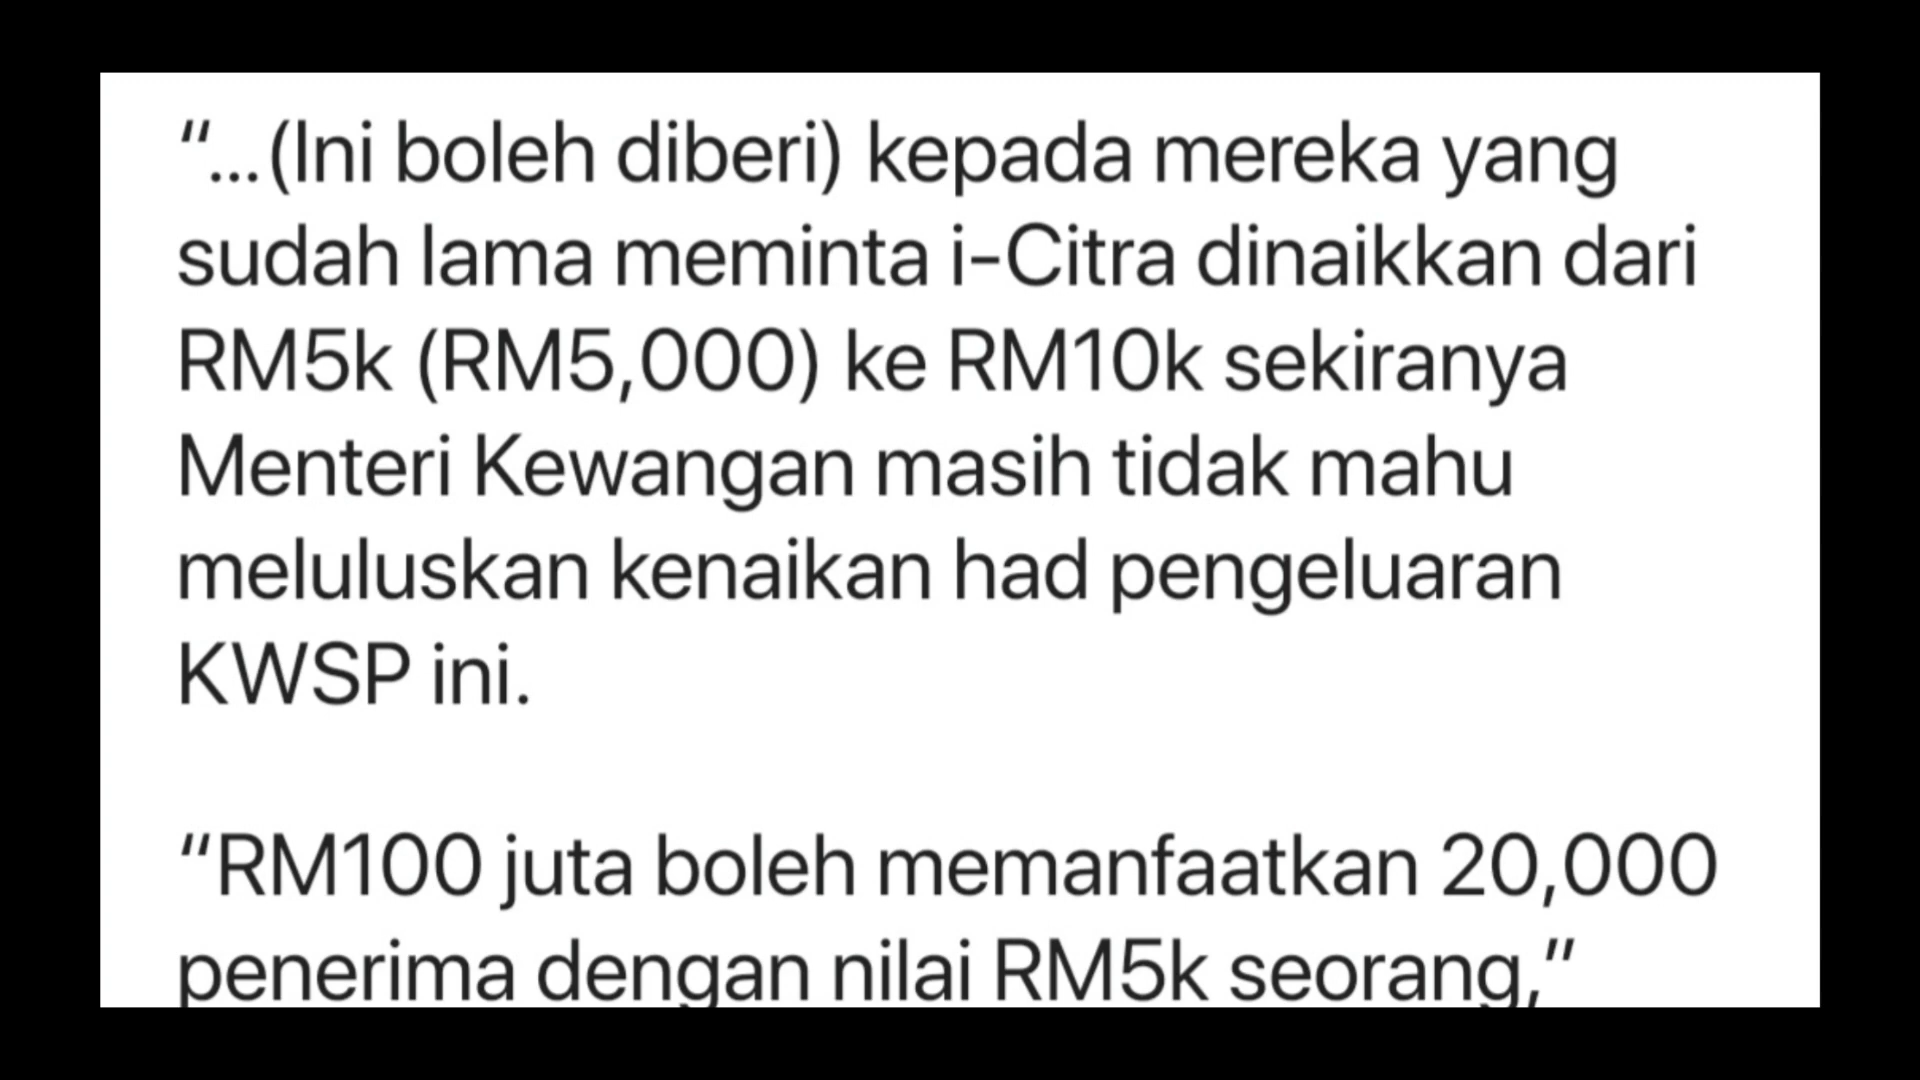 “...(Ini boleh diberi) kepada mereka yang
sudah lama meminta i-Citra dinaikkan dari
RM5k (RM5,000) ke RM10k sekiranya
Menteri Kewangan masih tidak mahu
meluluskan kenaikan had pengeluaran
KWSP ini.
“RM100 juta boleh memanfaatkan 20,000
penerima dengan nilai RM5k seorang,”